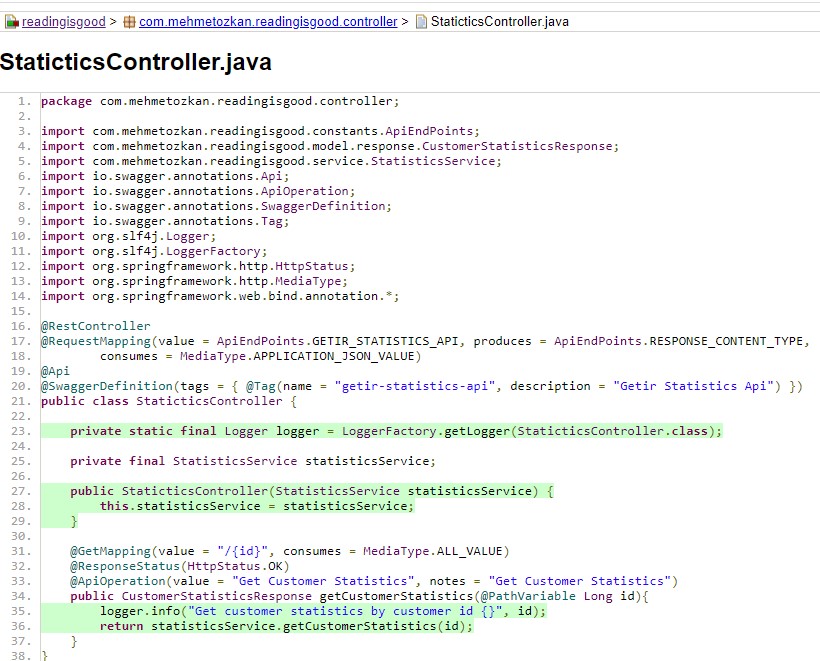 readingisgood > com.mehmetozkan.readingisgood.controller > StaticticsController.java
StaticticsController.java
1. package com.mehmetozkan.readingisgood.controller;
2.
3. import com.mehmetozkan.readingisgood.constants.ApiEndPoints;
4. import com.mehmetozkan.readingisgood.model.response.CustomerStatisticsResponse;
5. import com.mehmetozkan.readingisgood.service.StatisticsService;
6. import io.swagger.annotations.Api;
7. import io.swagger.annotations.ApiOperation;
8. import io.swagger.annotations.SwaggerDefinition;
9. import io.swagger.annotations.Tag;
10. import org.slf4j.Logger;
11. import org.slf4j.LoggerFactory;
12. import org.springframework.http.HttpStatus;
13. import org.springframework.http.MediaType;
14. import org.springframework.web.bind.annotation.*;
15.
16. @RestController
17. @RequestMapping(value = ApiEndPoints.GETIR_STATISTICS_API, produces = ApiEndPoints.RESPONSE_CONTENT_TYPE,
18.         consumes = MediaType.APPLICATION_JSON_VALUE)
19. @Api
20. @SwaggerDefinition(tags = { @Tag(name = "getir-statistics-api", description = "Getir Statistics Api") })
21. public class StaticticsController {
22.
23.     private static final Logger logger = LoggerFactory.getLogger(StaticticsController.class);
24.
25.     private final StatisticsService statisticsService;
26.
27.     public StaticticsController(StatisticsService statisticsService) {
28.         this.statisticsService = statisticsService;
29.     }
30.
31.     @GetMapping(value = "/{id}", consumes = MediaType.ALL_VALUE)
32.     @ResponseStatus(HttpStatus.OK)
33.     @ApiOperation(value = "Get Customer Statistics", notes = "Get Customer Statistics")
34.     public CustomerStatisticsResponse getCustomerStatistics(@PathVariable Long id){
35.         logger.info("Get customer statistics by customer id {}", id);
36.         return statisticsService.getCustomerStatistics(id);
37.     }
38. }